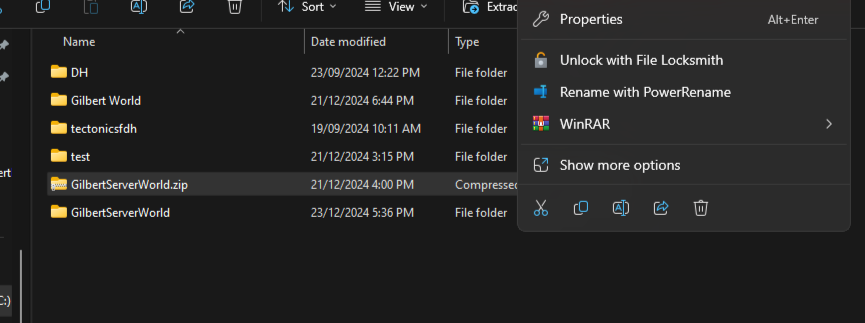 Sort View Extrac
Properties Alt+Enter
Name Date modified Type
Unlock with File Locksmith
DH 23/09/2024 12:22 PM File folder
Rename with PowerRename
Gilbert World 21/12/2024 6:44 PM File folder
WinRAR
tectonicsfdh 19/09/2024 10:11 AM File folder
test 21/12/2024 3:15 PM File folder
Show more options
ert
GilbertServerWorld.zip 21/12/2024 4:00 PM Compressed
GilbertServerWorld 23/12/2024 5:36 PM File folder
C:)